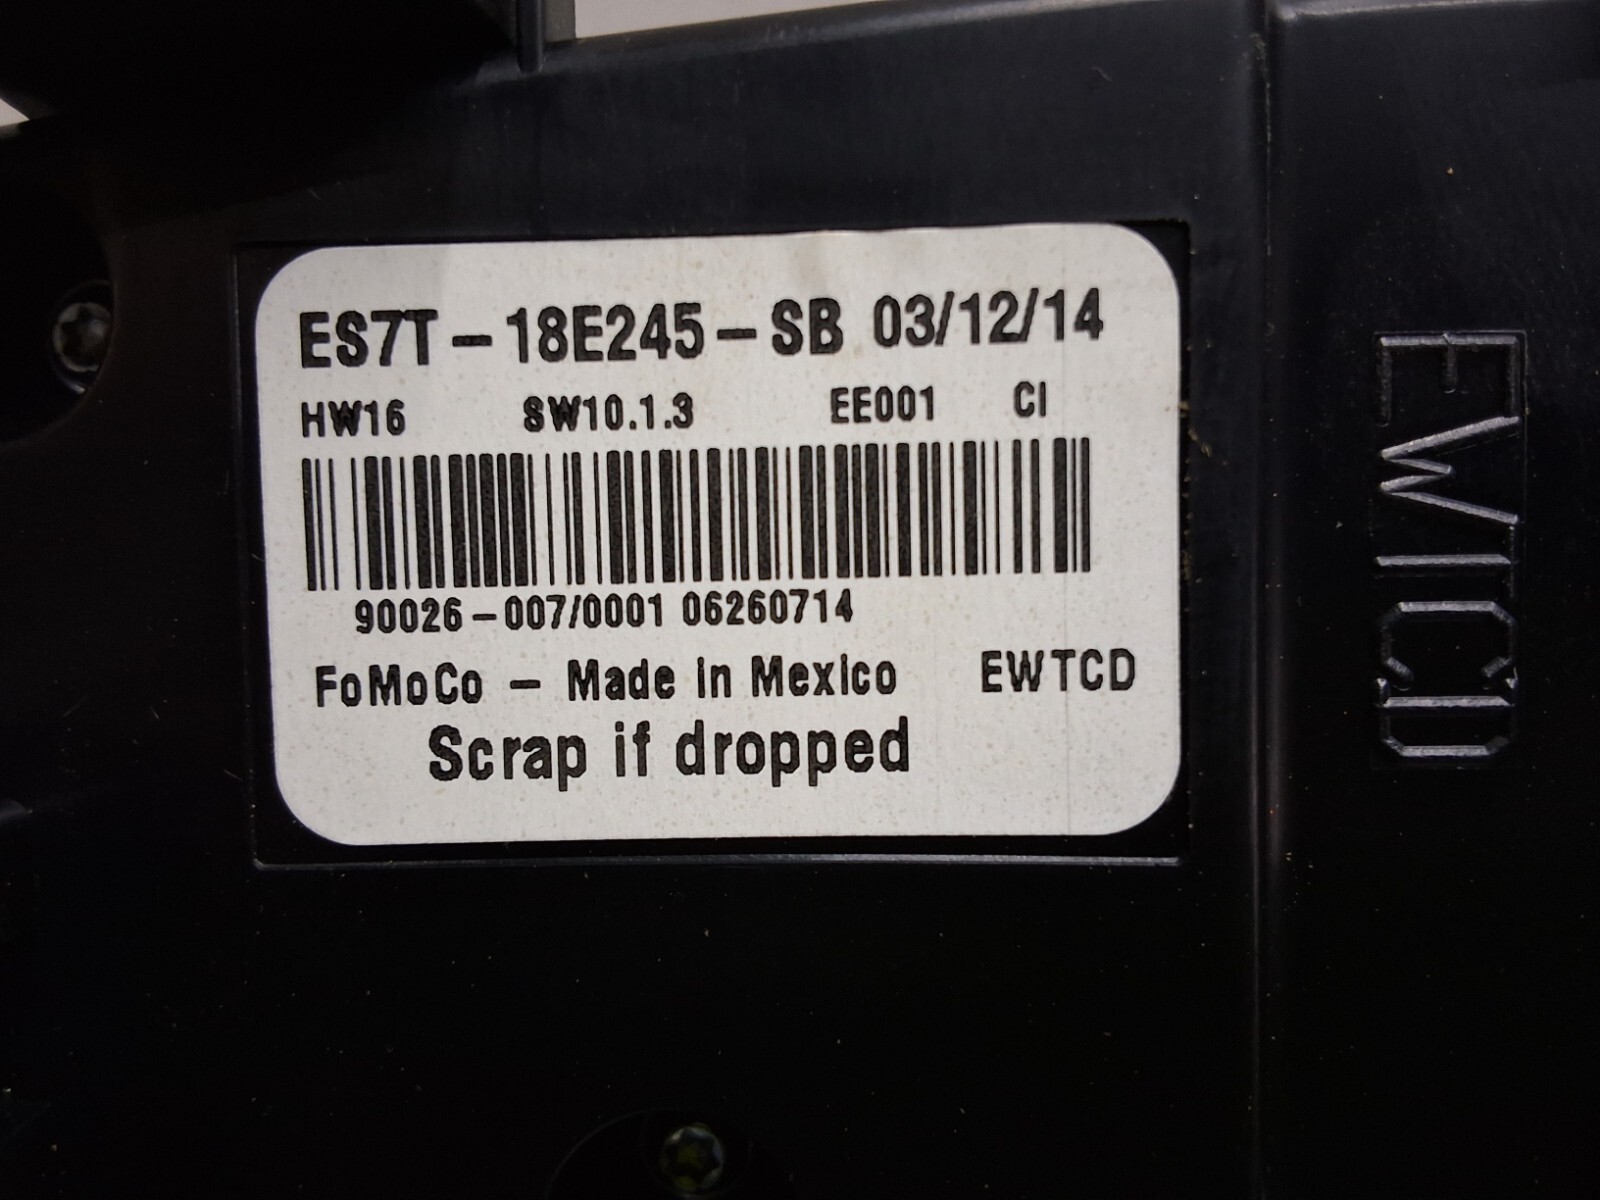 ES7T-18E245-SB 03/12/14
HW16 SW10.1.3 EE001 CI
90026-007/0001 06260714
FoMoCo - Made in Mexico EWTCD
Scrap if dropped
EWTCD